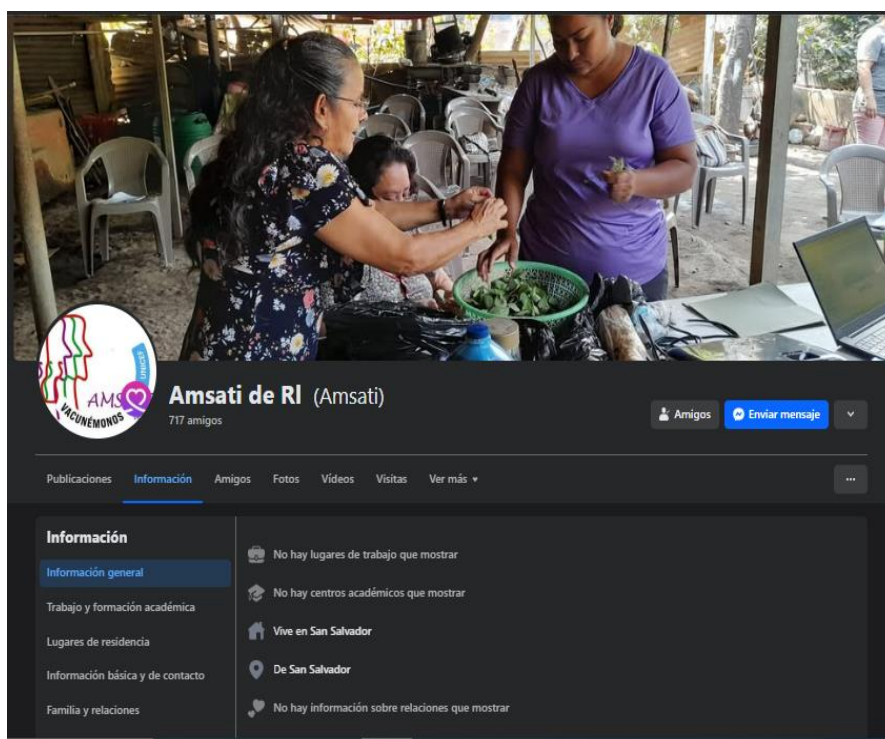 UNICEF
AMS
VACUNÉMONOS
Amsati de Rl (Amsati)
717 amigos
Amigos
Enviar mensaje
Publicaciones Información Amigos Fotos Vídeos Visitas Ver más
Información
Información general
Trabajo y formación académica
Lugares de residencia
Información básica y de contacto
Familia y relaciones
No hay lugares de trabajo que mostrar
No hay centros académicos que mostrar
Vive en San Salvador
De San Salvador
No hay información sobre relaciones que mostrar